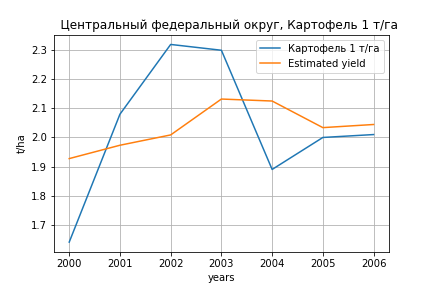 Центральный федеральный округ, Картофель 1 т/га
Картофель 1 т/га
Estimated yield
2.3
2.2
2.1
2.0
1.9
1.8
1.7
t/ha
2000 2001 2002 2003 2004 2005 2006
years